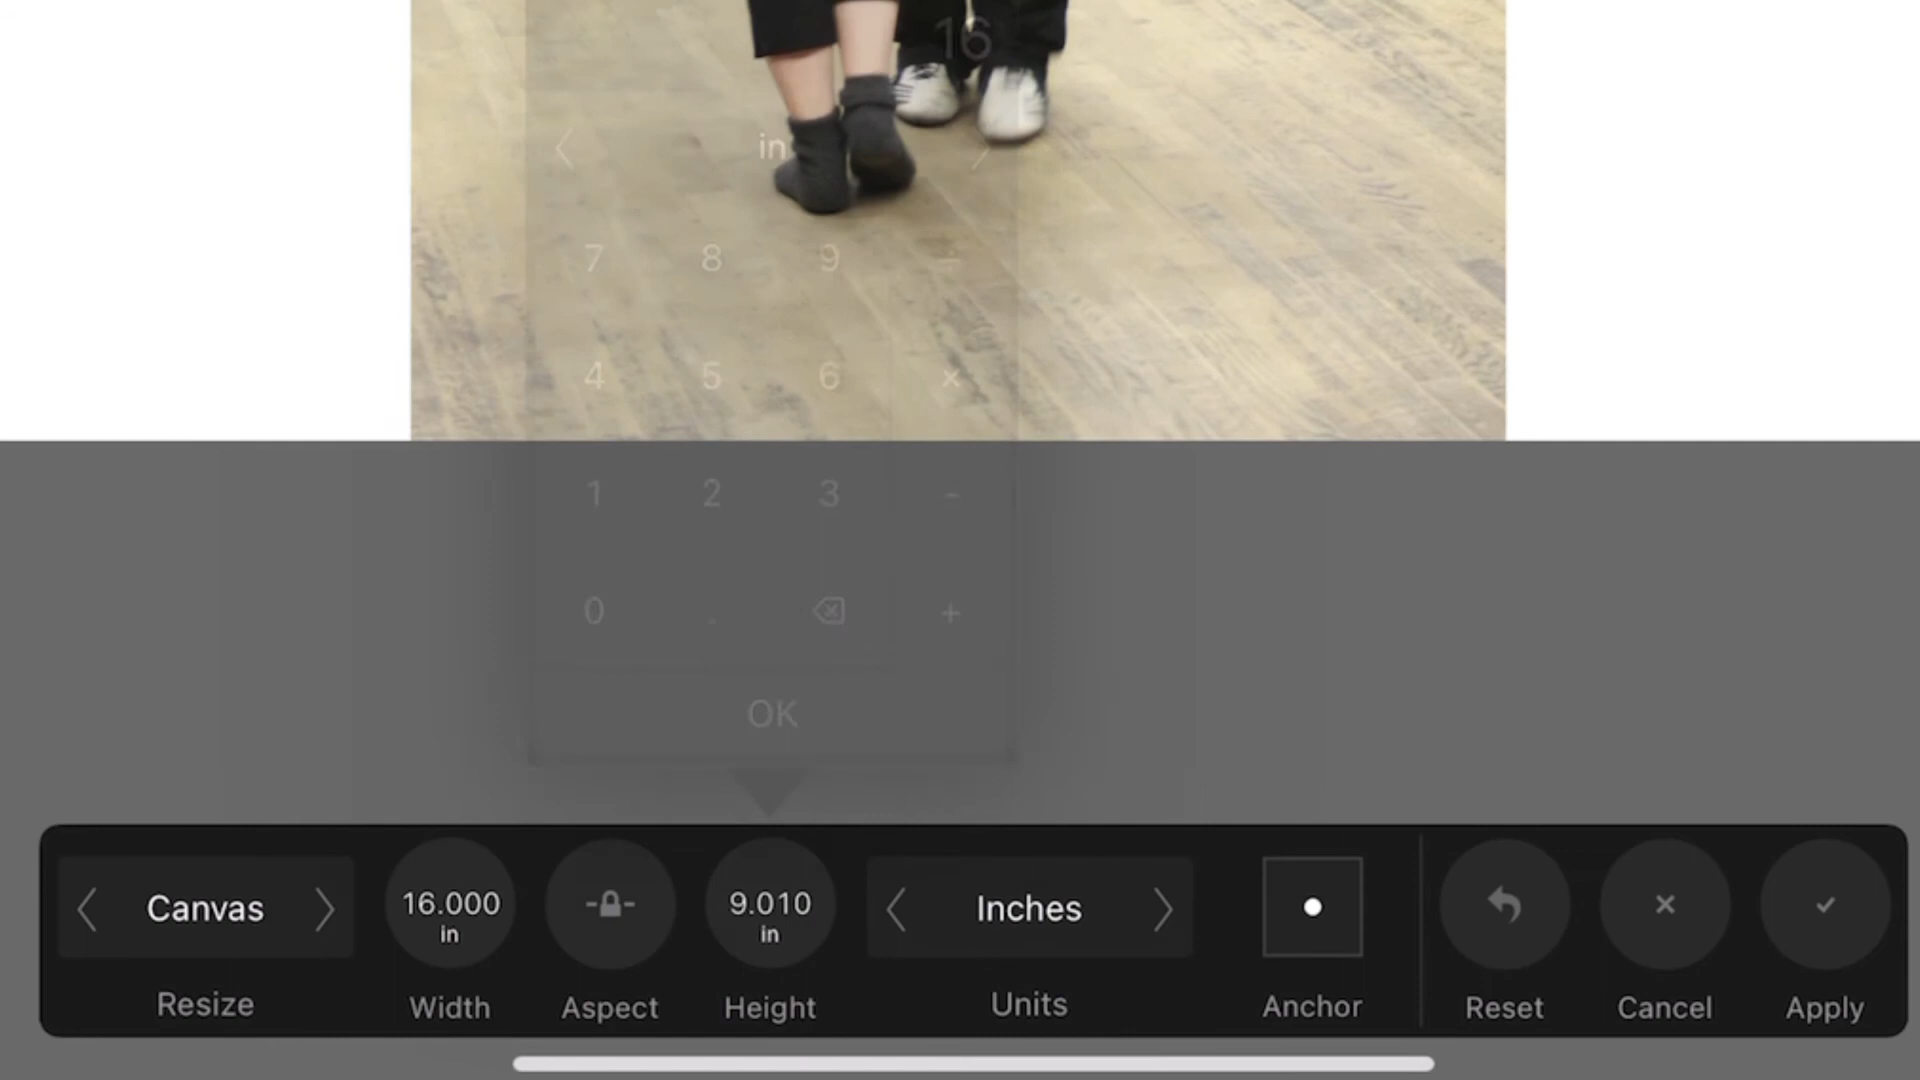 16
in
7 8 9 ÷
4 5 6 ×
1 2 3 -
0 . +
OK
Canvas 16.000 in 9.010 in Inches
Resize Width Aspect Height Units Anchor Reset Cancel Apply